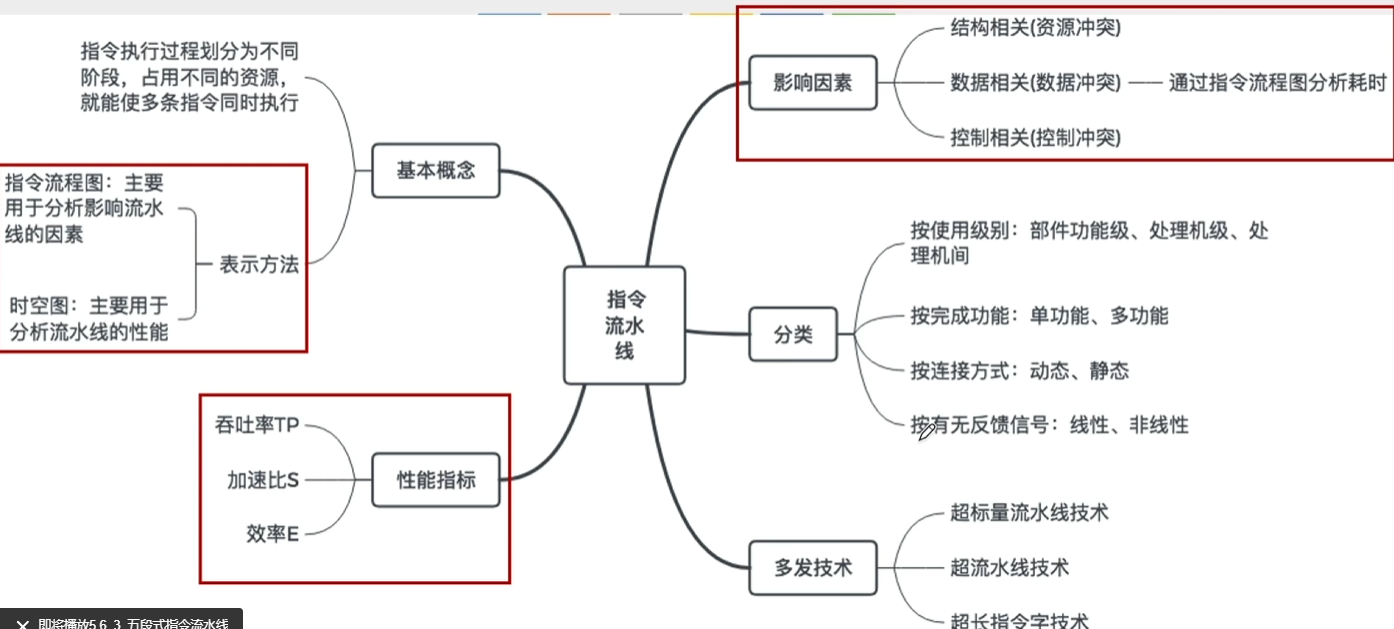 指令执行过程划分为不同
阶段，占用不同的资源，
就能使多条指令同时执行
基本概念
指令流程图：主要
用于分析影响流水
线的因素
表示方法
时空图：主要用于
分析流水线的性能
吞吐率TP
加速比S
效率E
性能指标
指令
流水
线
影响因素
结构相关(资源冲突)
数据相关(数据冲突)
通过指令流程图分析耗时
控制相关(控制冲突)
分类
按使用级别：部件功能级、处理机级、处
理机间
按完成功能：单功能、多功能
按连接方式：动态、静态
按有无反馈信号：线性、非线性
多发技术
超标量流水线技术
超流水线技术
超长指令字技术
即将播放5.6_3_五段式指令流水线